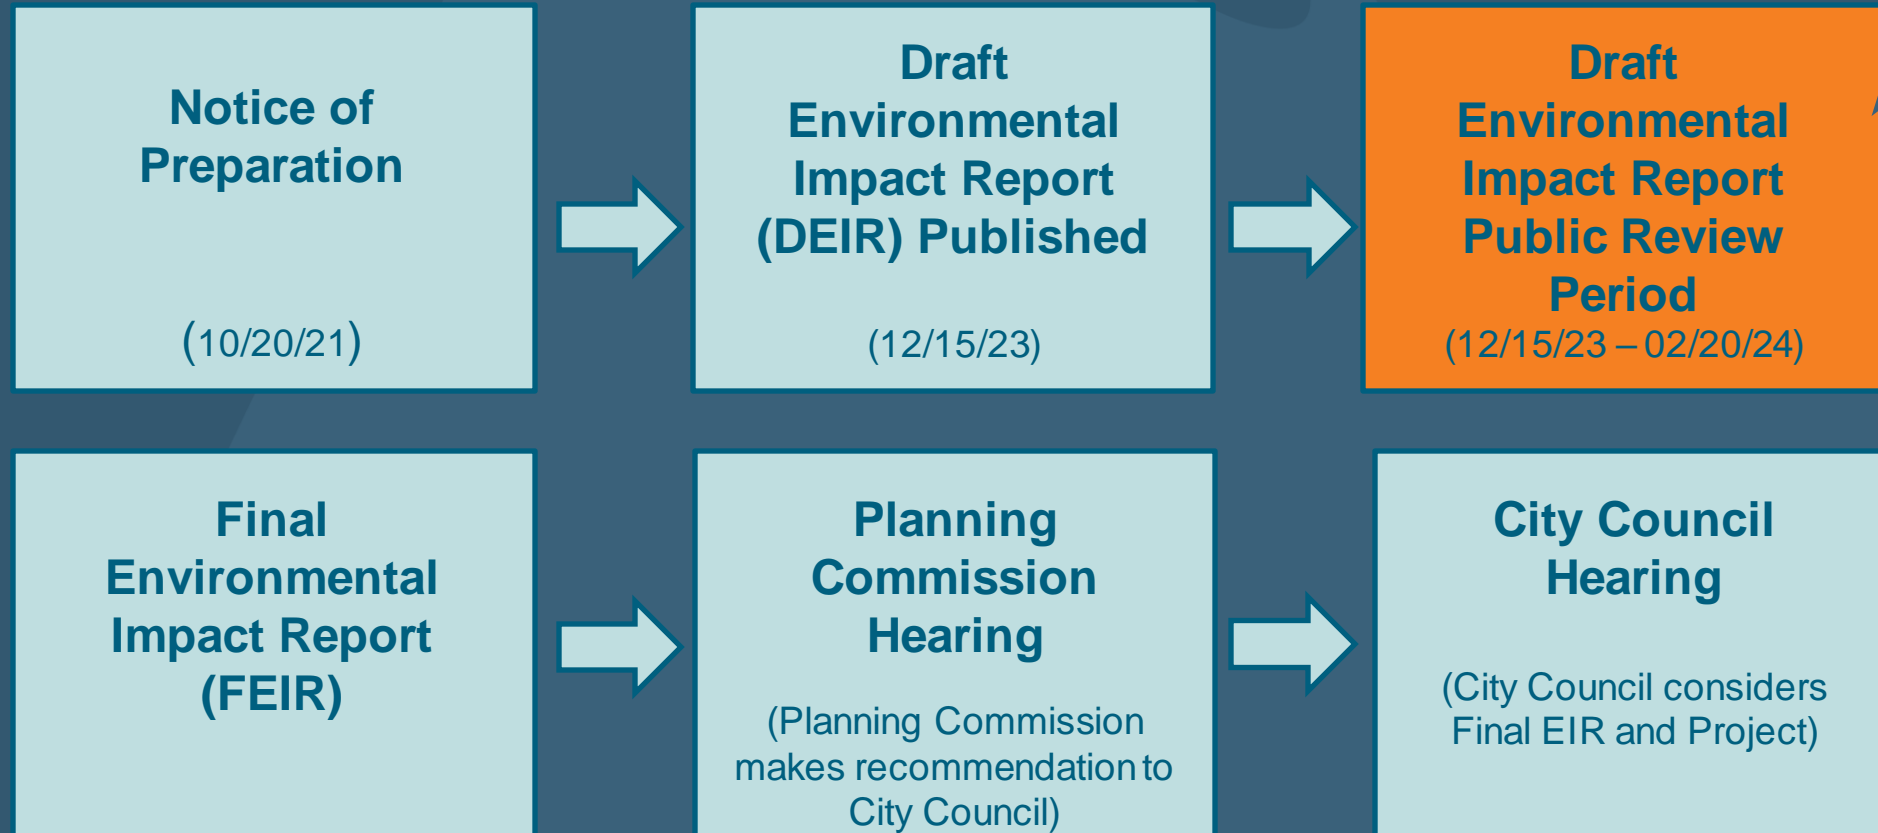 Notice of
Preparation
(10/20/21)
Draft
Environmental
Impact Report
(DEIR) Published
(12/15/23)
Draft
Environmental
Impact Report
Public Review
Period
(12/15/23 – 02/20/24)
Final
Environmental
Impact Report
(FEIR)
Planning
Commission
Hearing
(Planning Commission
makes recommendation to
City Council)
City Council
Hearing
(City Council considers
Final EIR and Project)